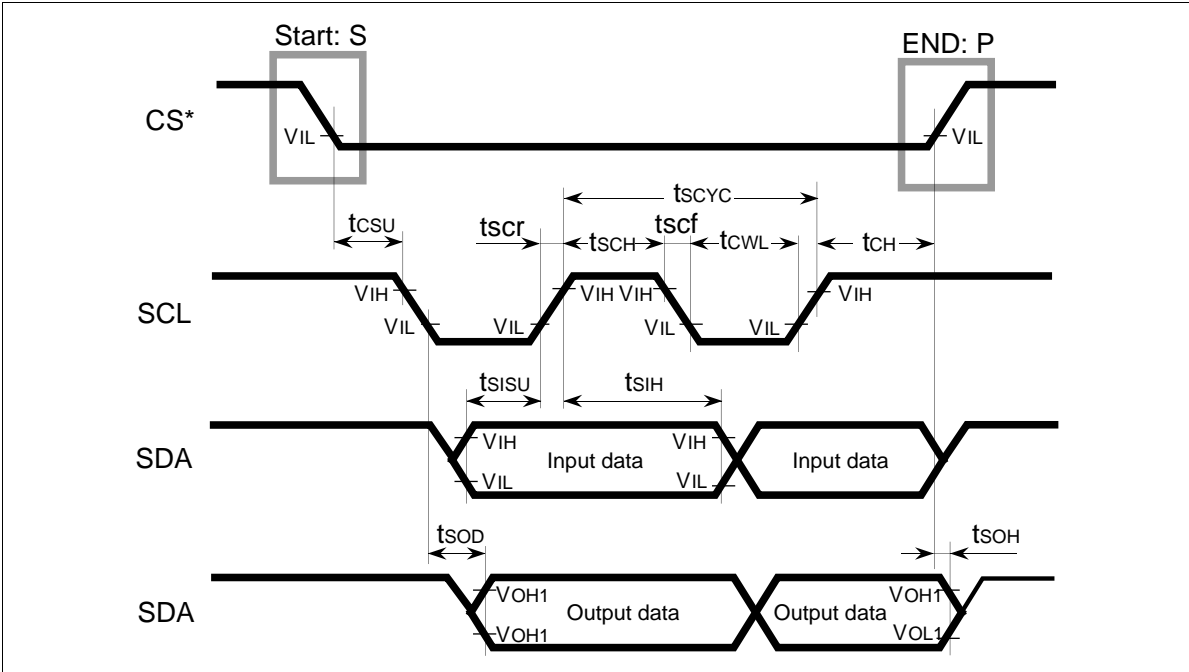 Start: S
END: P
CS*
VIL
VIL
tSCYC
tCSU
tscr
tSCH
tscf
tCWL
tCH
SCL
VIH
VIL
VIL
VIH
VIH
VIL
VIL
VIH
tSISU
tSIH
SDA
VIH
VIL
Input data
VIH
VIL
Input data
tSOD
tSOH
SDA
VOH1
VOH1
Output data
Output data
VOH1
VOL1